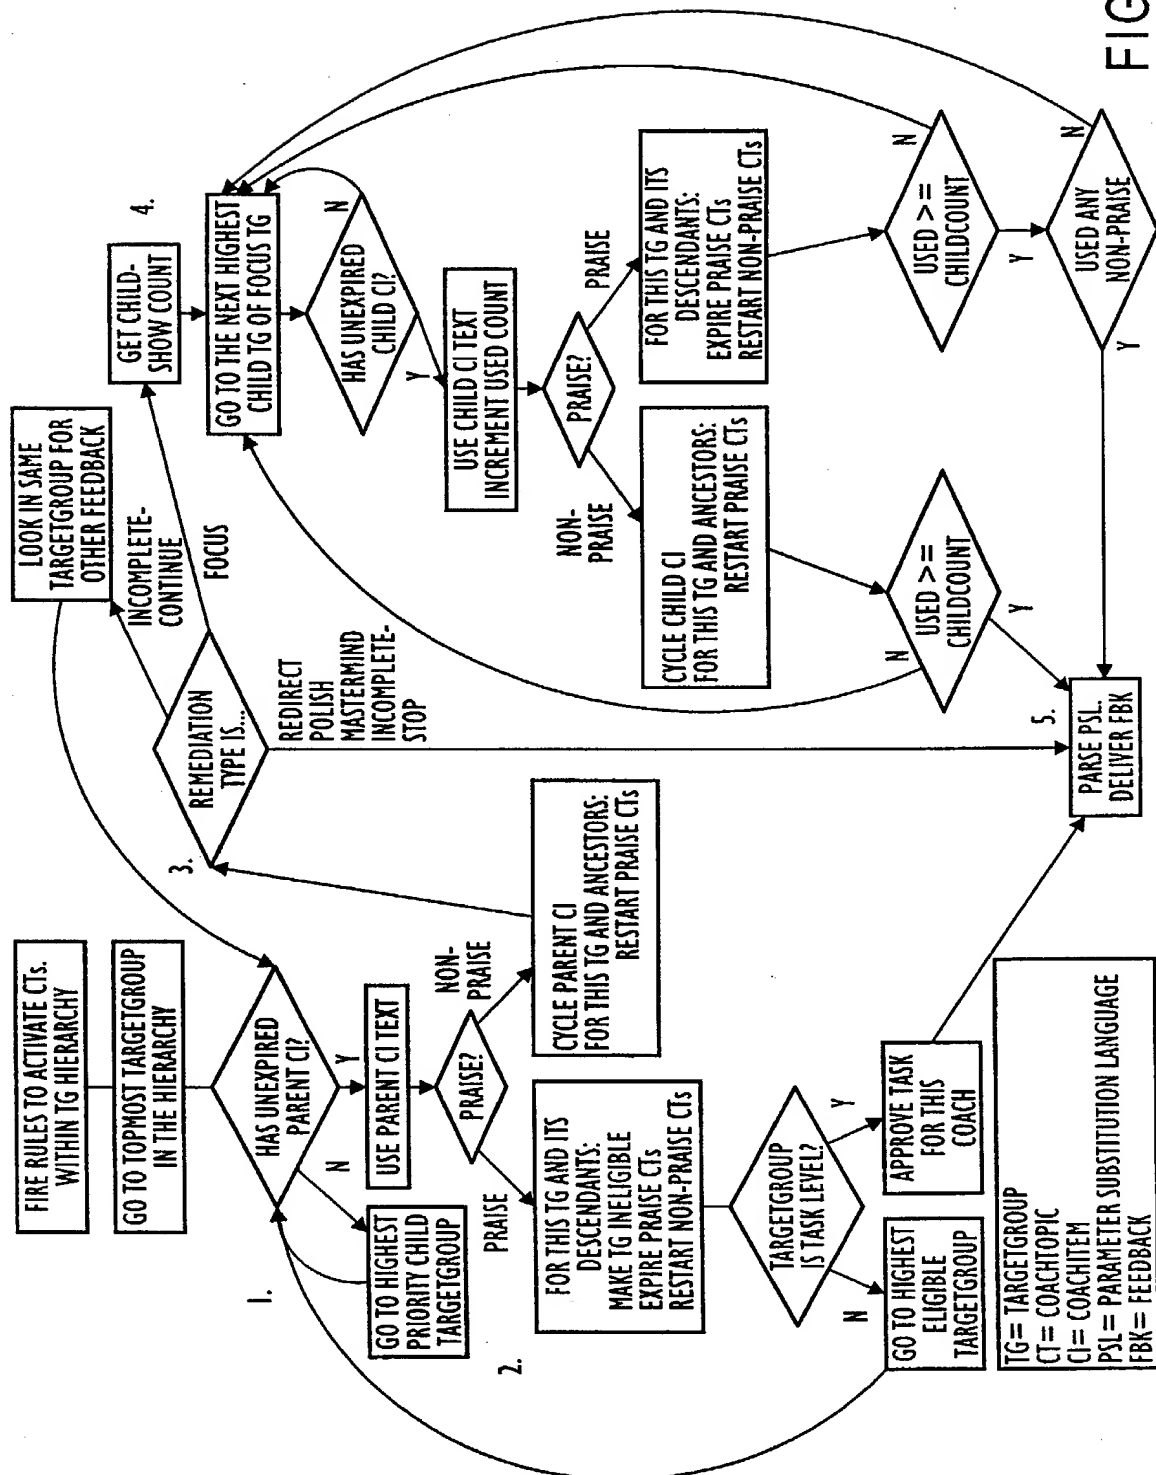 FIRE RULES TO ACTIVATE CTs.
WITHIN TG HIERARCHY
GO TO TOPMOST TARGETGROUP
IN THE HIERARCHY
1.
HAS UNEXPIRED
PARENT CI?
N
Y
GO TO HIGHEST
PRIORITY CHILD
TARGETGROUP
USE PARENT CI TEXT
2.
PRAISE?
PRAISE
NON-
PRAISE
FOR THIS TG AND ITS
DESCENDANTS:
MAKE TG INELIGIBLE
EXPIRE PRAISE CTs
RESTART NON-PRAISE CTs
CYCLE PARENT CI
FOR THIS TG AND ANCESTORS:
RESTART PRAISE CTs
TARGETGROUP
IS TASK LEVEL?
N
Y
GO TO HIGHEST
ELIGIBLE
TARGETGROUP
APPROVE TASK
FOR THIS
COACH
TG= TARGETGROUP
CT= COACHTOPIC
CI= COACHITEM
PSL= PARAMETER SUBSTITUTION LANGUAGE
FBK= FEEDBACK
3.
REMEDIATION
TYPE IS...
LOOK IN SAME
TARGETGROUP FOR
OTHER FEEDBACK
INCOMPLETE-
CONTINUE
FOCUS
REDIRECT
POLISH
MASTERMIND
INCOMPLETE-
STOP
4.
GET CHILD-
SHOW COUNT
GO TO THE NEXT HIGHEST
CHILD TG OF FOCUS TG
HAS UNEXPIRED
CHILD CI?
N
Y
USE CHILD CI TEXT
INCREMENT USED COUNT
PRAISE?
NON-
PRAISE
PRAISE
CYCLE CHILD CI
FOR THIS TG AND ANCESTORS:
RESTART PRAISE CTs
FOR THIS TG AND ITS
DESCENDANTS:
EXPIRE PRAISE CTs
RESTART NON-PRAISE CTs
USED >=
CHILDCOUNT
N
Y
USED >=
CHILDCOUNT
N
Y
USED ANY
NON-PRAISE
N
Y
5.
PARSE PSL.
DELIVER FBK
FIG